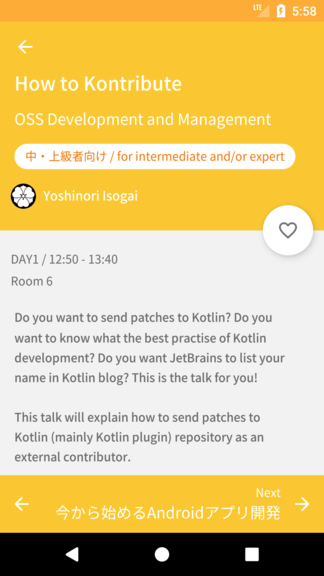 LTE 5:58
How to Kontribute
OSS Development and Management
中・上級者向け / for intermediate and/or expert
Yoshinori Isogai
DAY1 / 12:50 - 13:40
Room 6
Do you want to send patches to Kotlin? Do you
want to know what the best practise of Kotlin
development? Do you want JetBrains to list your
name in Kotlin blog? This is the talk for you!
This talk will explain how to send patches to
Kotlin (mainly Kotlin plugin) repository as an
external contributor.
Next
今から始めるAndroidアプリ開発